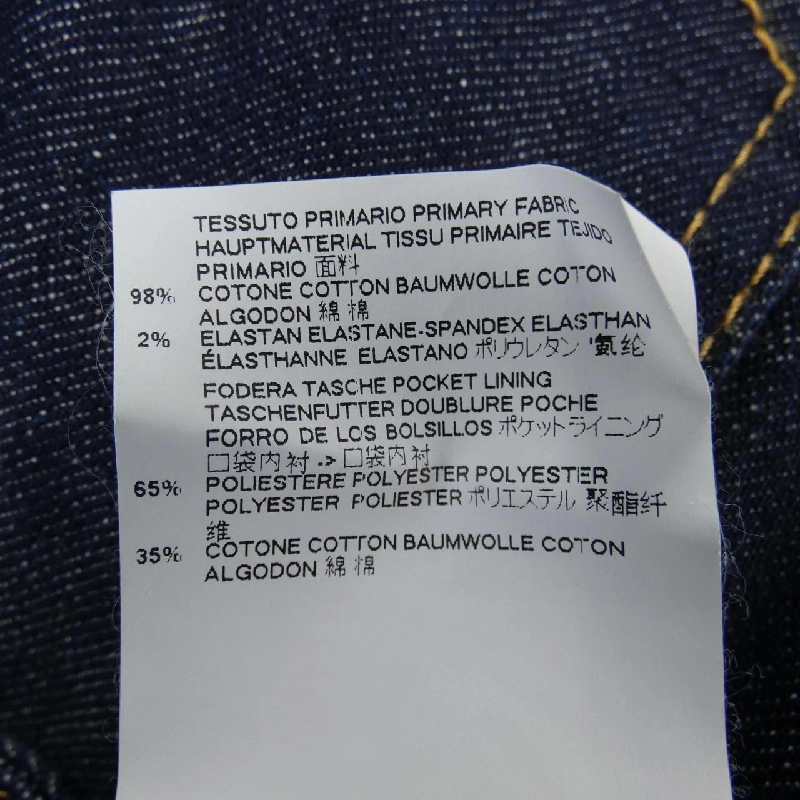 TESSUTO PRIMARIO PRIMARY FABRIC
HAUPTMATERIAL TISSU PRIMAIRE TEJIDO
PRIMARIO 面料
98% COTONE COTTON BAUMWOLLE COTON
ALGODON 綿 棉
2% ELASTAN ELASTANE-SPANDEX ELASTHAN
ÉLASTHANNE ELASTANO ポリウレタン '氨纶
FODERA TASCHE POCKET LINING
TASCHENFUTTER DOUBLURE POCHE
FORRO DE LOS BOLSILLOS ポケットライニング
口袋内衬 -> 口袋内衬
65% POLIESTERE POLYESTER POLYESTIER
POLYESTER POLIESTER ポリエステル 聚酯纤
维
35% COTONE COTTON BAUMWOLLE COTON
ALGODON 綿 棉